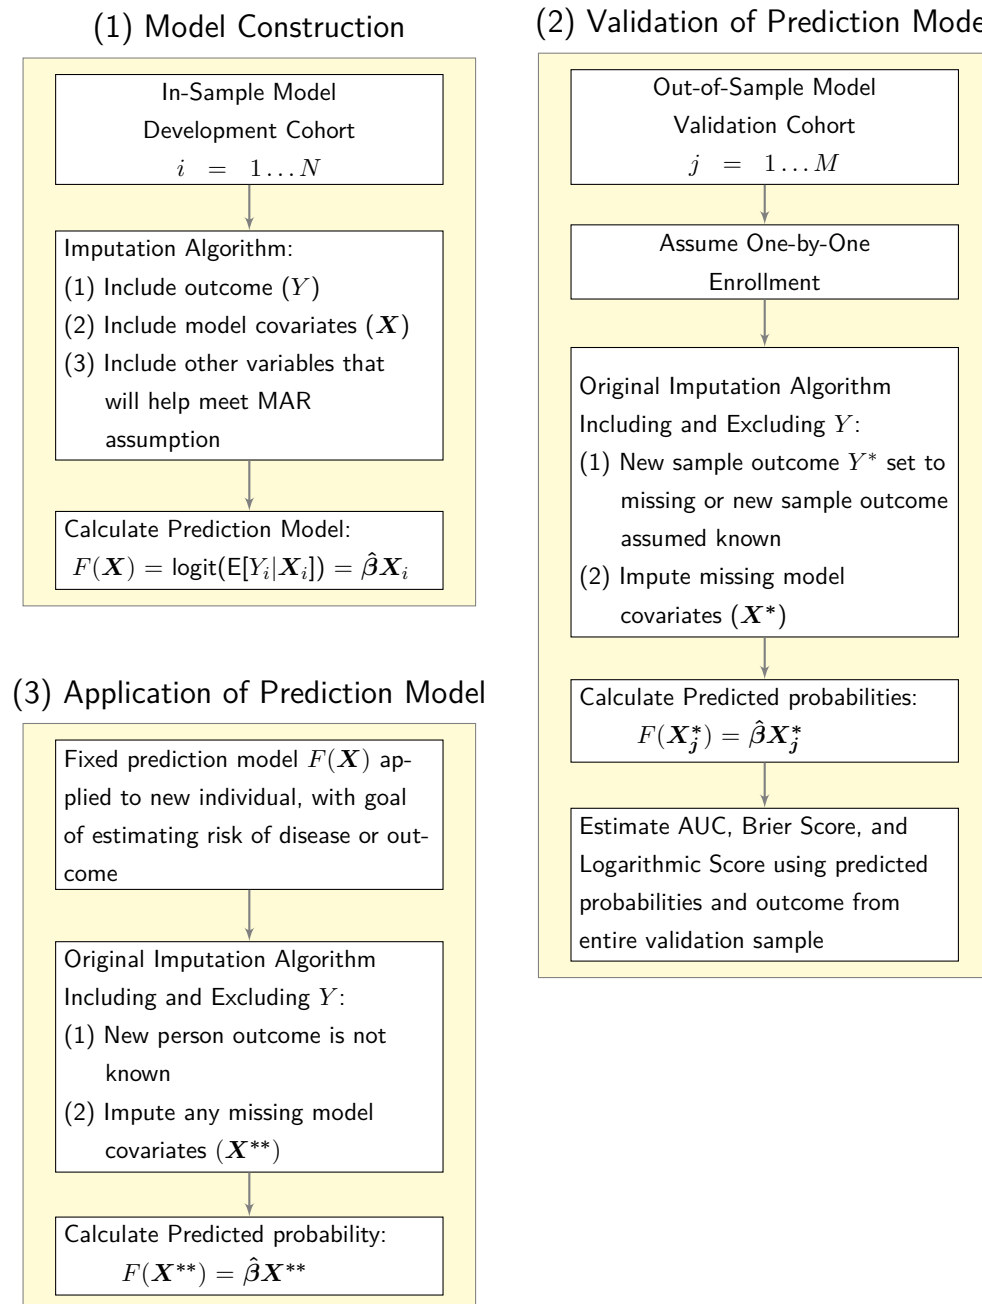 (1) Model Construction
In-Sample Model
Development Cohort
i = 1 … N
Imputation Algorithm:
(1) Include outcome (Y)
(2) Include model covariates (X)
(3) Include other variables that
will help meet MAR
assumption
Calculate Prediction Model:
F(X) = logit(E[Y_i|X_i]) = β̂X_i
(2) Validation of Prediction Mode
Out-of-Sample Model
Validation Cohort
j = 1 … M
Assume One-by-One
Enrollment
Original Imputation Algorithm
Including and Excluding Y:
(1) New sample outcome Y* set to
missing or new sample outcome
assumed known
(2) Impute missing model
covariates (X*)
Calculate Predicted probabilities:
F(X*_j) = β̂X*_j
Estimate AUC, Brier Score, and
Logarithmic Score using predicted
probabilities and outcome from
entire validation sample
(3) Application of Prediction Model
Fixed prediction model F(X) ap-
plied to new individual, with goal
of estimating risk of disease or out-
come
Original Imputation Algorithm
Including and Excluding Y:
(1) New person outcome is not
known
(2) Impute any missing model
covariates (X**)
Calculate Predicted probability:
F(X**) = β̂X**